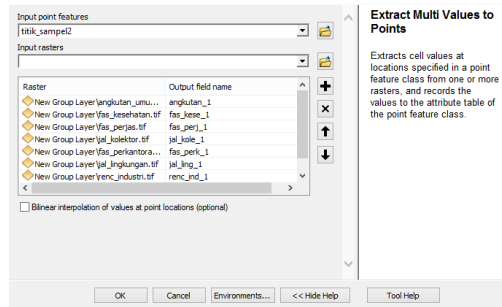 Input point features
titik_sampel2
Input rasters
Raster
Output field name
New Group Layer\angkutan_umu...
angkutan_1
New Group Layer\fas_kesehatan.tif
fas_kese_1
New Group Layer\fas_perjas.tif
fas_perj_1
New Group Layer\jal_kolektor.tif
jal_kole_1
New Group Layer\fas_perkantora...
fas_perk_1
New Group Layer\jal_lingkungan.tif
jal_ling_1
New Group Layer\renc_industri.tif
renc_ind_1
Bilinear interpolation of values at point locations (optional)
OK
Cancel
Environments...
<< Hide Help
Extract Multi Values to
Points
Extracts cell values at
locations specified in a point
feature class from one or more
rasters, and records the
values to the attribute table of
the point feature class.
Tool Help